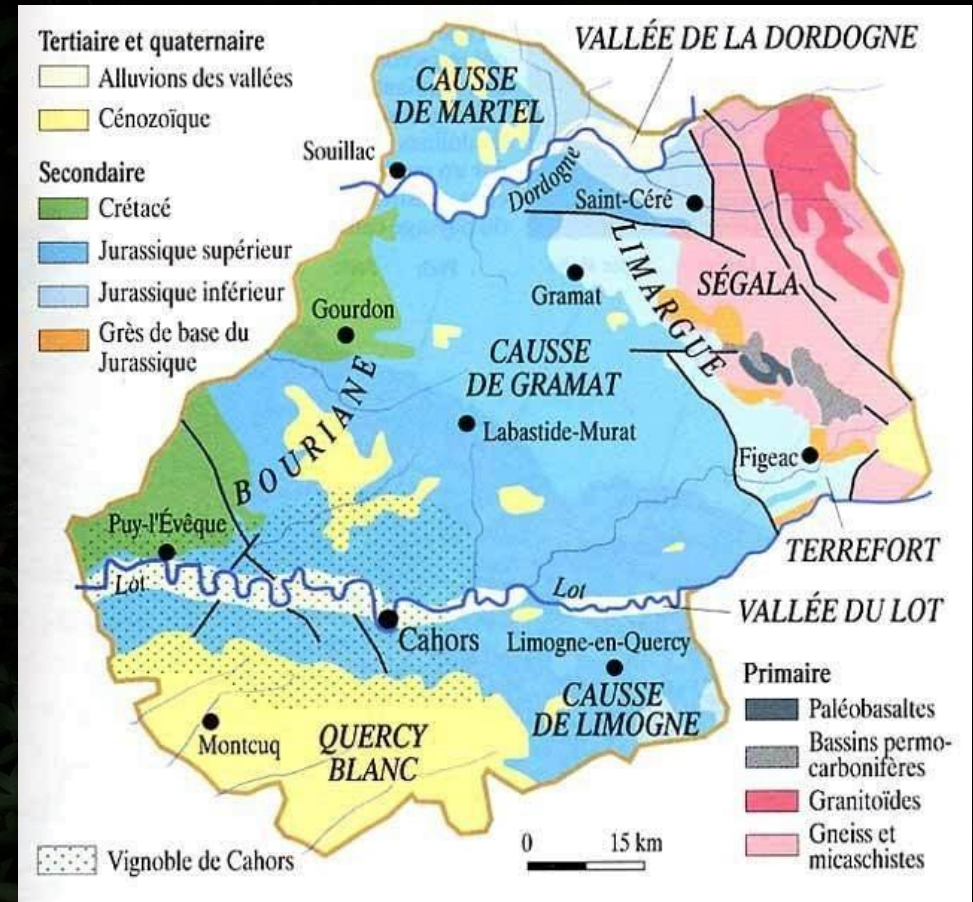 Tertiaire et quaternaire
Alluvions des vallées
Cénozoïque
Secondaire
Crétacé
Jurassique supérieur
Jurassique inférieur
Grès de base du
Jurassique
VALLÉE DE LA DORDOGNE
CAUSSE
DE MARTEL
Souillac
Dordogne
Saint-Céré
LIMARGUE
SÉGALA
Gramat
Gourdon
CAUSSE
DE GRAMAT
BOURIANE
Labastide-Murat
Figeac
Puy-l'Évêque
TERREFORT
Lot
Lot
VALLÉE DU LOT
Cahors
Limogne-en-Quercy
CAUSSE
DE LIMOGNE
Montcuq
QUERCY
BLANC
Primaire
Paléobasaltes
Bassins permo-
carbonifères
Granitoïdes
Gneiss et
micaschistes
0 15 km
Vignoble de Cahors